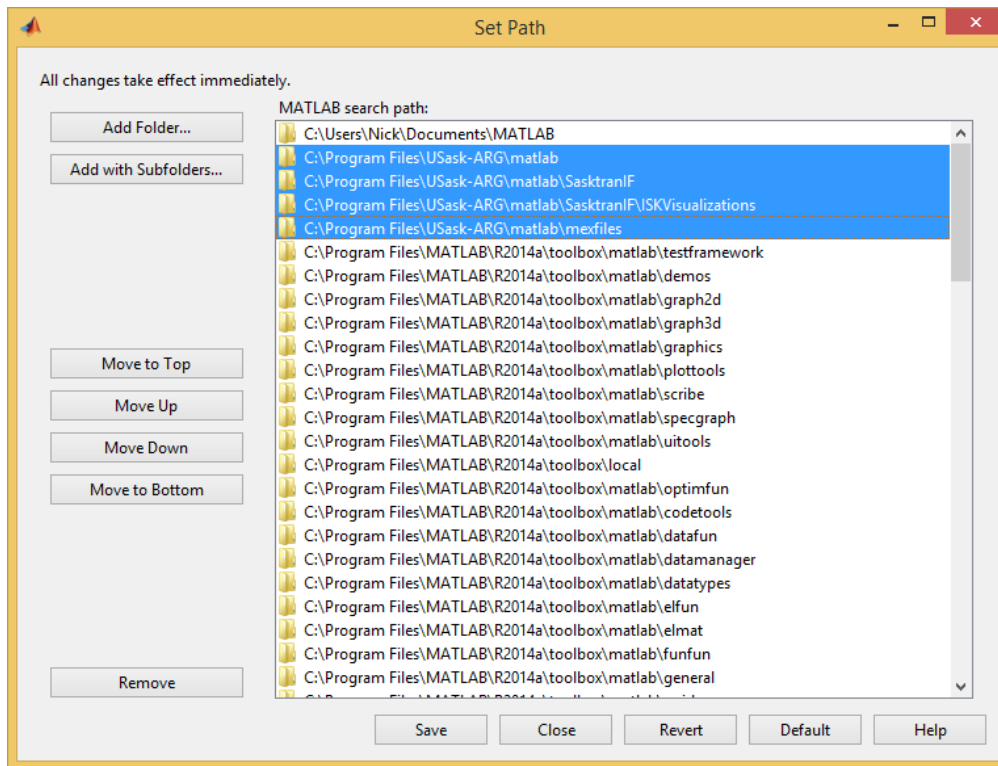 Set Path
All changes take effect immediately.
MATLAB search path:
Add Folder...
Add with Subfolders...
Move to Top
Move Up
Move Down
Move to Bottom
Remove
C:\Users\Nick\Documents\MATLAB
C:\Program Files\USask-ARG\matlab
C:\Program Files\USask-ARG\matlab\SasktranIF
C:\Program Files\USask-ARG\matlab\SasktranIF\ISKVisualizations
C:\Program Files\USask-ARG\matlab\mexfiles
C:\Program Files\MATLAB\R2014a\toolbox\matlab\testframework
C:\Program Files\MATLAB\R2014a\toolbox\matlab\demos
C:\Program Files\MATLAB\R2014a\toolbox\matlab\graph2d
C:\Program Files\MATLAB\R2014a\toolbox\matlab\graph3d
C:\Program Files\MATLAB\R2014a\toolbox\matlab\graphics
C:\Program Files\MATLAB\R2014a\toolbox\matlab\plottools
C:\Program Files\MATLAB\R2014a\toolbox\matlab\scribe
C:\Program Files\MATLAB\R2014a\toolbox\matlab\specgraph
C:\Program Files\MATLAB\R2014a\toolbox\matlab\uitools
C:\Program Files\MATLAB\R2014a\toolbox\local
C:\Program Files\MATLAB\R2014a\toolbox\matlab\optimfun
C:\Program Files\MATLAB\R2014a\toolbox\matlab\codetools
C:\Program Files\MATLAB\R2014a\toolbox\matlab\datafun
C:\Program Files\MATLAB\R2014a\toolbox\matlab\datamanager
C:\Program Files\MATLAB\R2014a\toolbox\matlab\datatypes
C:\Program Files\MATLAB\R2014a\toolbox\matlab\elfun
C:\Program Files\MATLAB\R2014a\toolbox\matlab\elmat
C:\Program Files\MATLAB\R2014a\toolbox\matlab\funfun
C:\Program Files\MATLAB\R2014a\toolbox\matlab\general
Save
Close
Revert
Default
Help